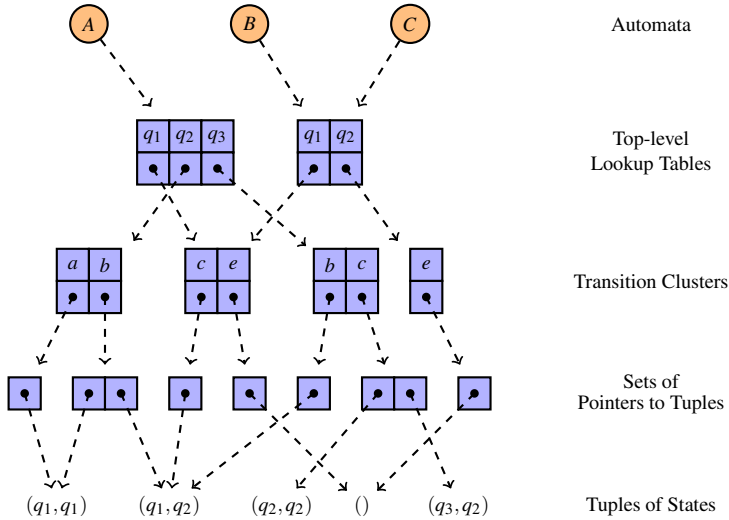 A B C Automata
q₁ q₂ q₃ q₁ q₂ Top-level
Lookup Tables
a b c e b c e Transition Clusters
Sets of
Pointers to Tuples
(q₁,q₁) (q₁,q₂) (q₂,q₂) () (q₃,q₂) Tuples of States